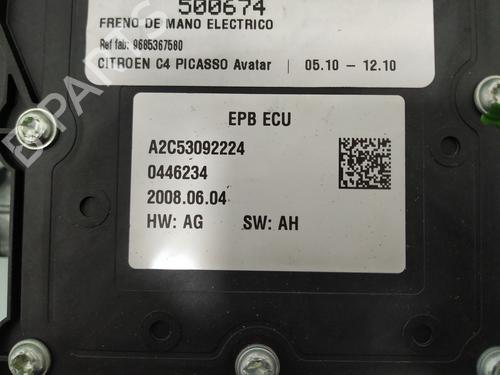 500674
FRENO DE MANO ELECTRICO
Ref fab: 9685367580
CITROEN C4 PICASSO Avatar | 05.10 – 12.10
B-PARTS
EPB ECU
A2C53092224
0446234
2008.06.04
HW: AG SW: AH